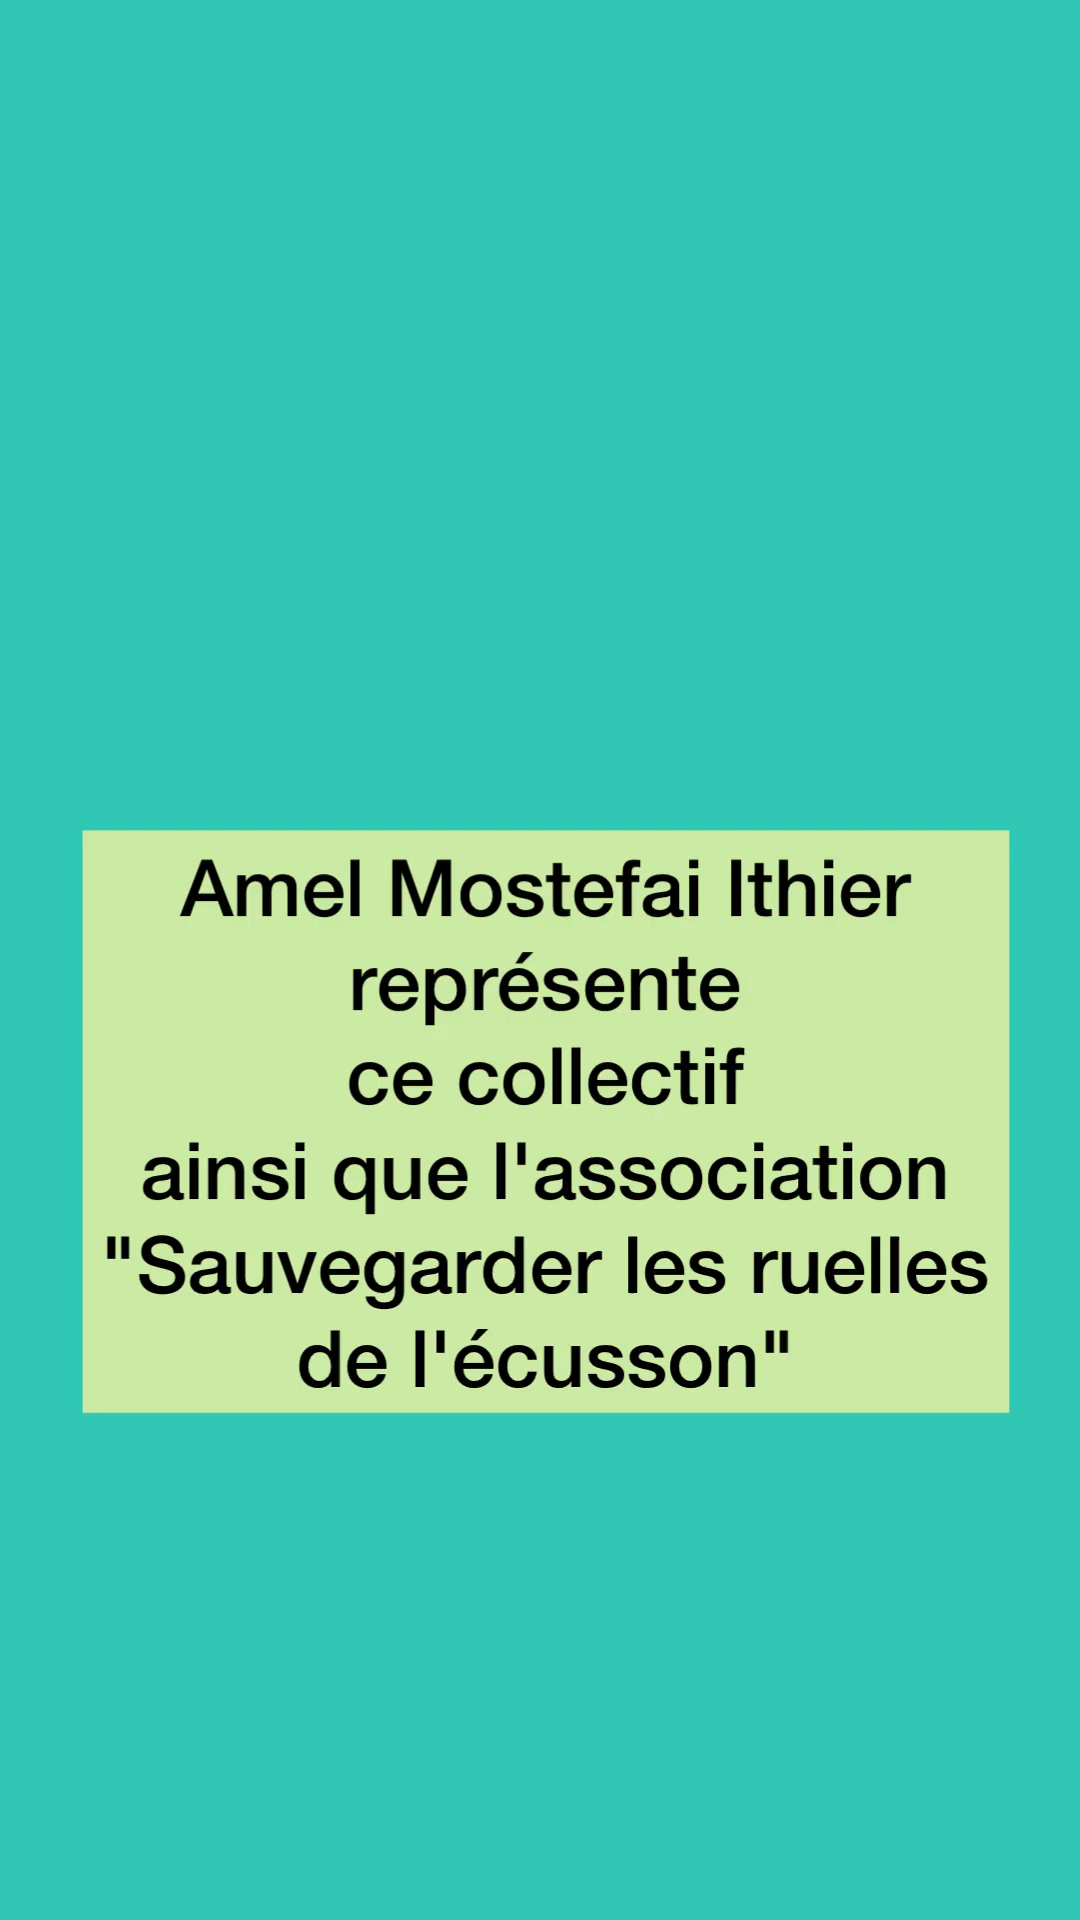 Amel Mostefai Ithier
représente
ce collectif
ainsi que l'association
"Sauvegarder les ruelles
de l'écusson"